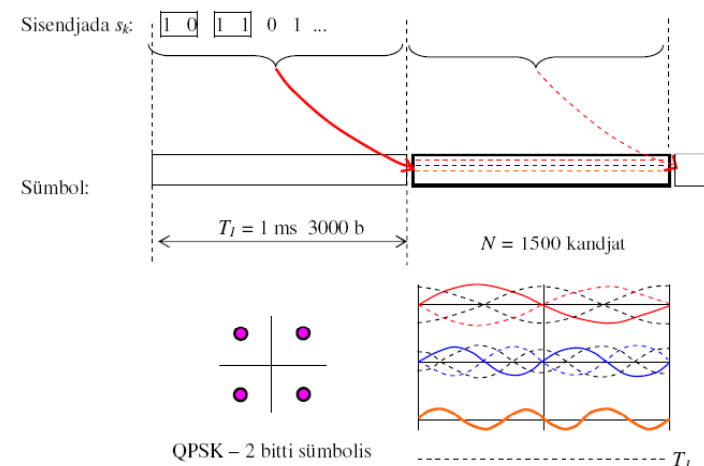 Sisendjada sk: 1 0 1 1 0 1 ...
Sümbol:
T1 = 1 ms 3000 b
N = 1500 kandjat
QPSK – 2 bitti sümbolis
T1